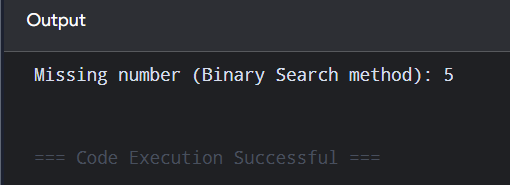 Output
Missing number (Binary Search method): 5
=== Code Execution Successful ===